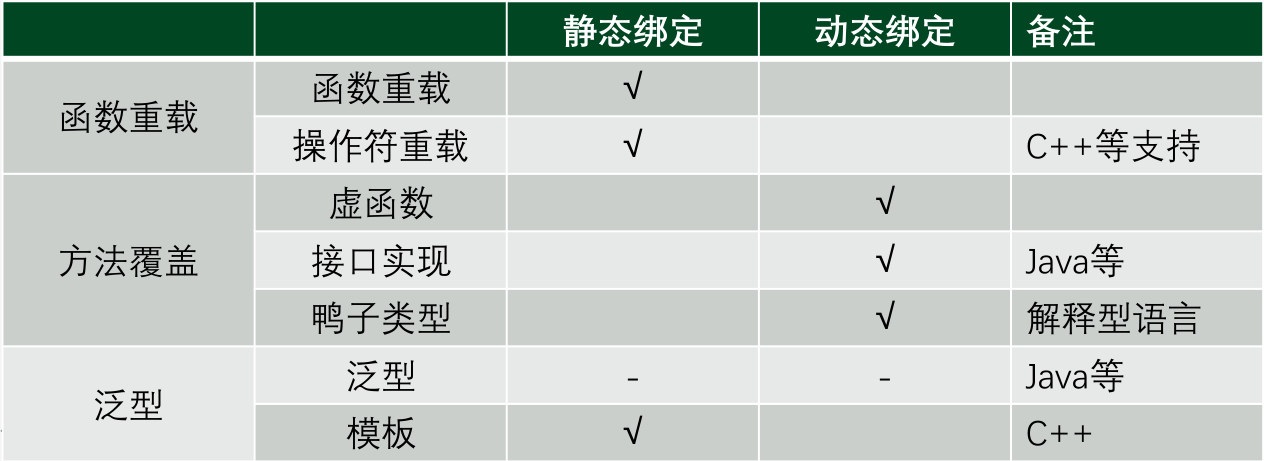 静态绑定 动态绑定 备注
函数重载 函数重载 √
操作符重载 √ C++等支持
方法覆盖 虚函数 √
接口实现 √ Java等
鸭子类型 √ 解释型语言
泛型 泛型 - - Java等
模板 √ C++